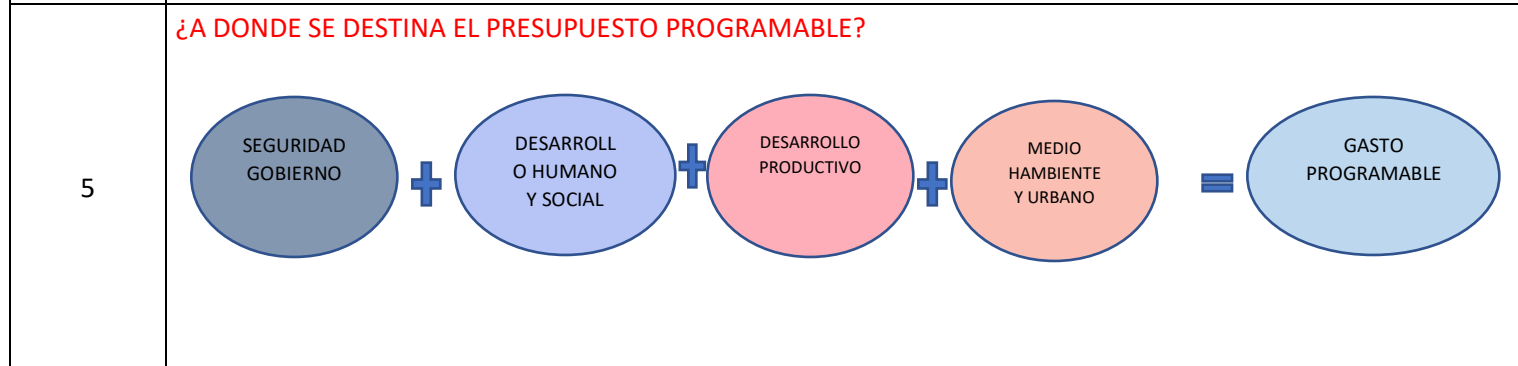 ¿A DONDE SE DESTINA EL PRESUPUESTO PROGRAMABLE?
5
SEGURIDAD
GOBIERNO
DESARROLL
O HUMANO
Y SOCIAL
DESARROLLO
PRODUCTIVO
MEDIO
HAMBIENTE
Y URBANO
GASTO
PROGRAMABLE